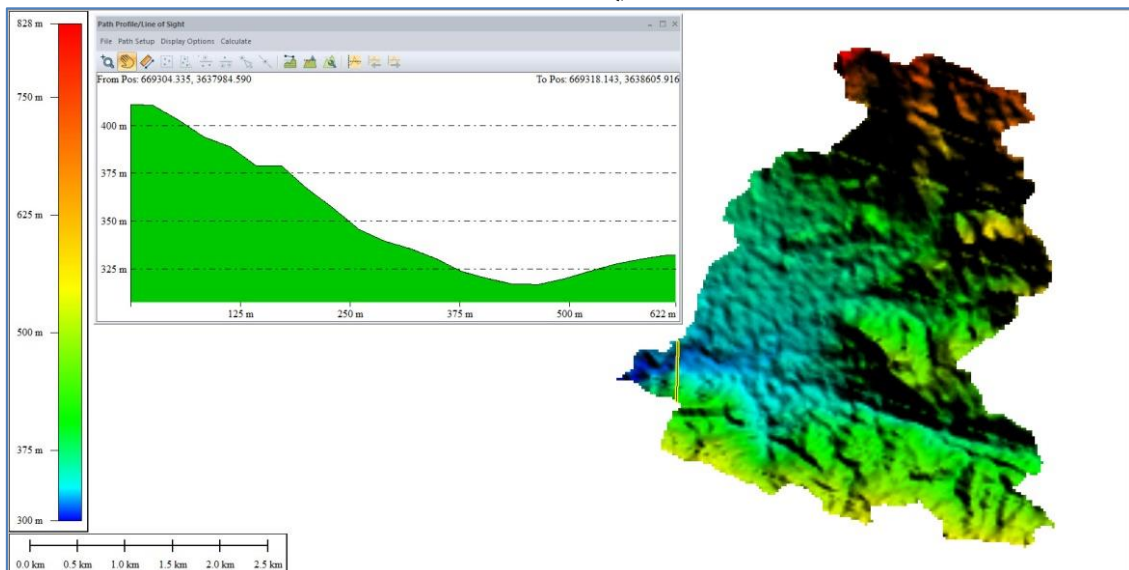 828 m
750 m
625 m
500 m
375 m
300 m
Path Profile/Line of Sight
File Path Setup Display Options Calculate
From Pos: 669304.335, 3637984.590 To Pos: 669318.143, 3638605.916
400 m
375 m
350 m
325 m
125 m 250 m 375 m 500 m 622 m
0.0 km 0.5 km 1.0 km 1.5 km 2.0 km 2.5 km